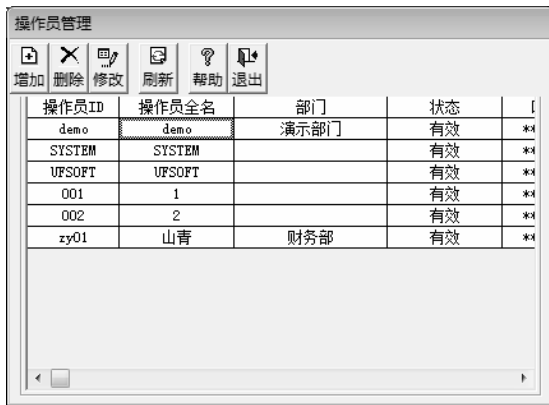 操作员管理
增加 删除 修改 刷新 帮助 退出
操作员ID 操作员全名 部门 状态
demo demo 演示部门 有效 **
SYSTEM SYSTEM 有效 **
UFSOFT UFSOFT 有效 **
001 1 有效 **
002 2 有效 **
zy01 山青 财务部 有效 **